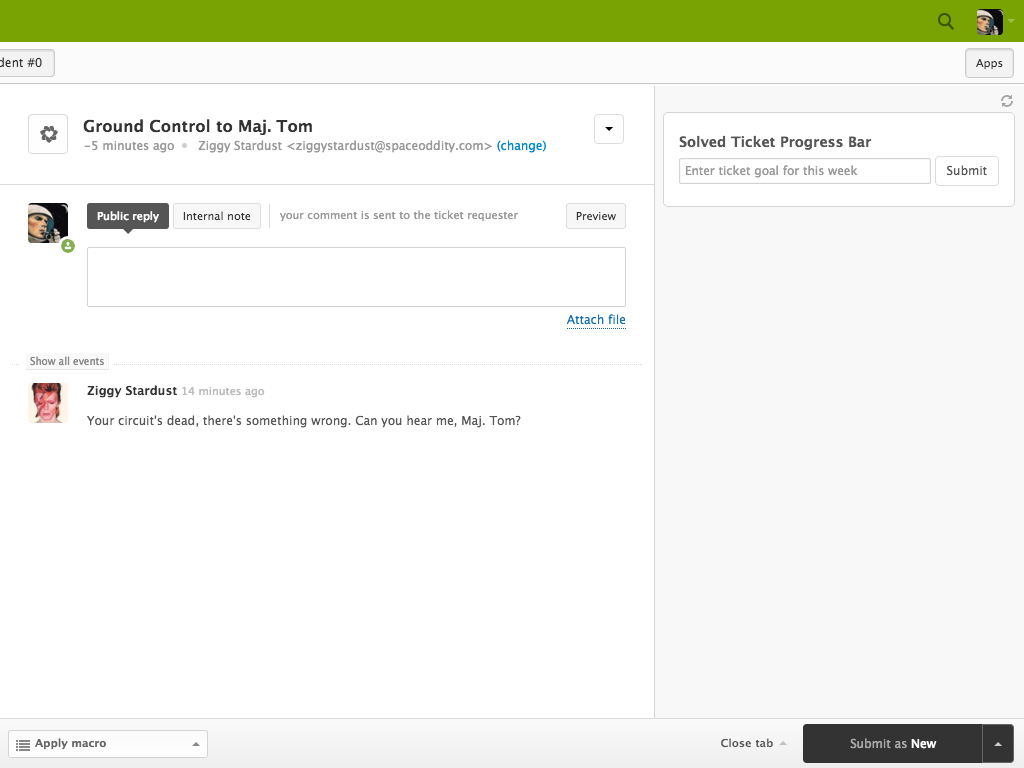 dent #0
Apps
Ground Control to Maj. Tom
~5 minutes ago • Ziggy Stardust <ziggystardust@spaceoddity.com> (change)
Solved Ticket Progress Bar
Enter ticket goal for this week Submit
Public reply Internal note your comment is sent to the ticket requester Preview
Attach file
Show all events
Ziggy Stardust 14 minutes ago
Your circuit's dead, there's something wrong. Can you hear me, Maj. Tom?
Apply macro Close tab Submit as New